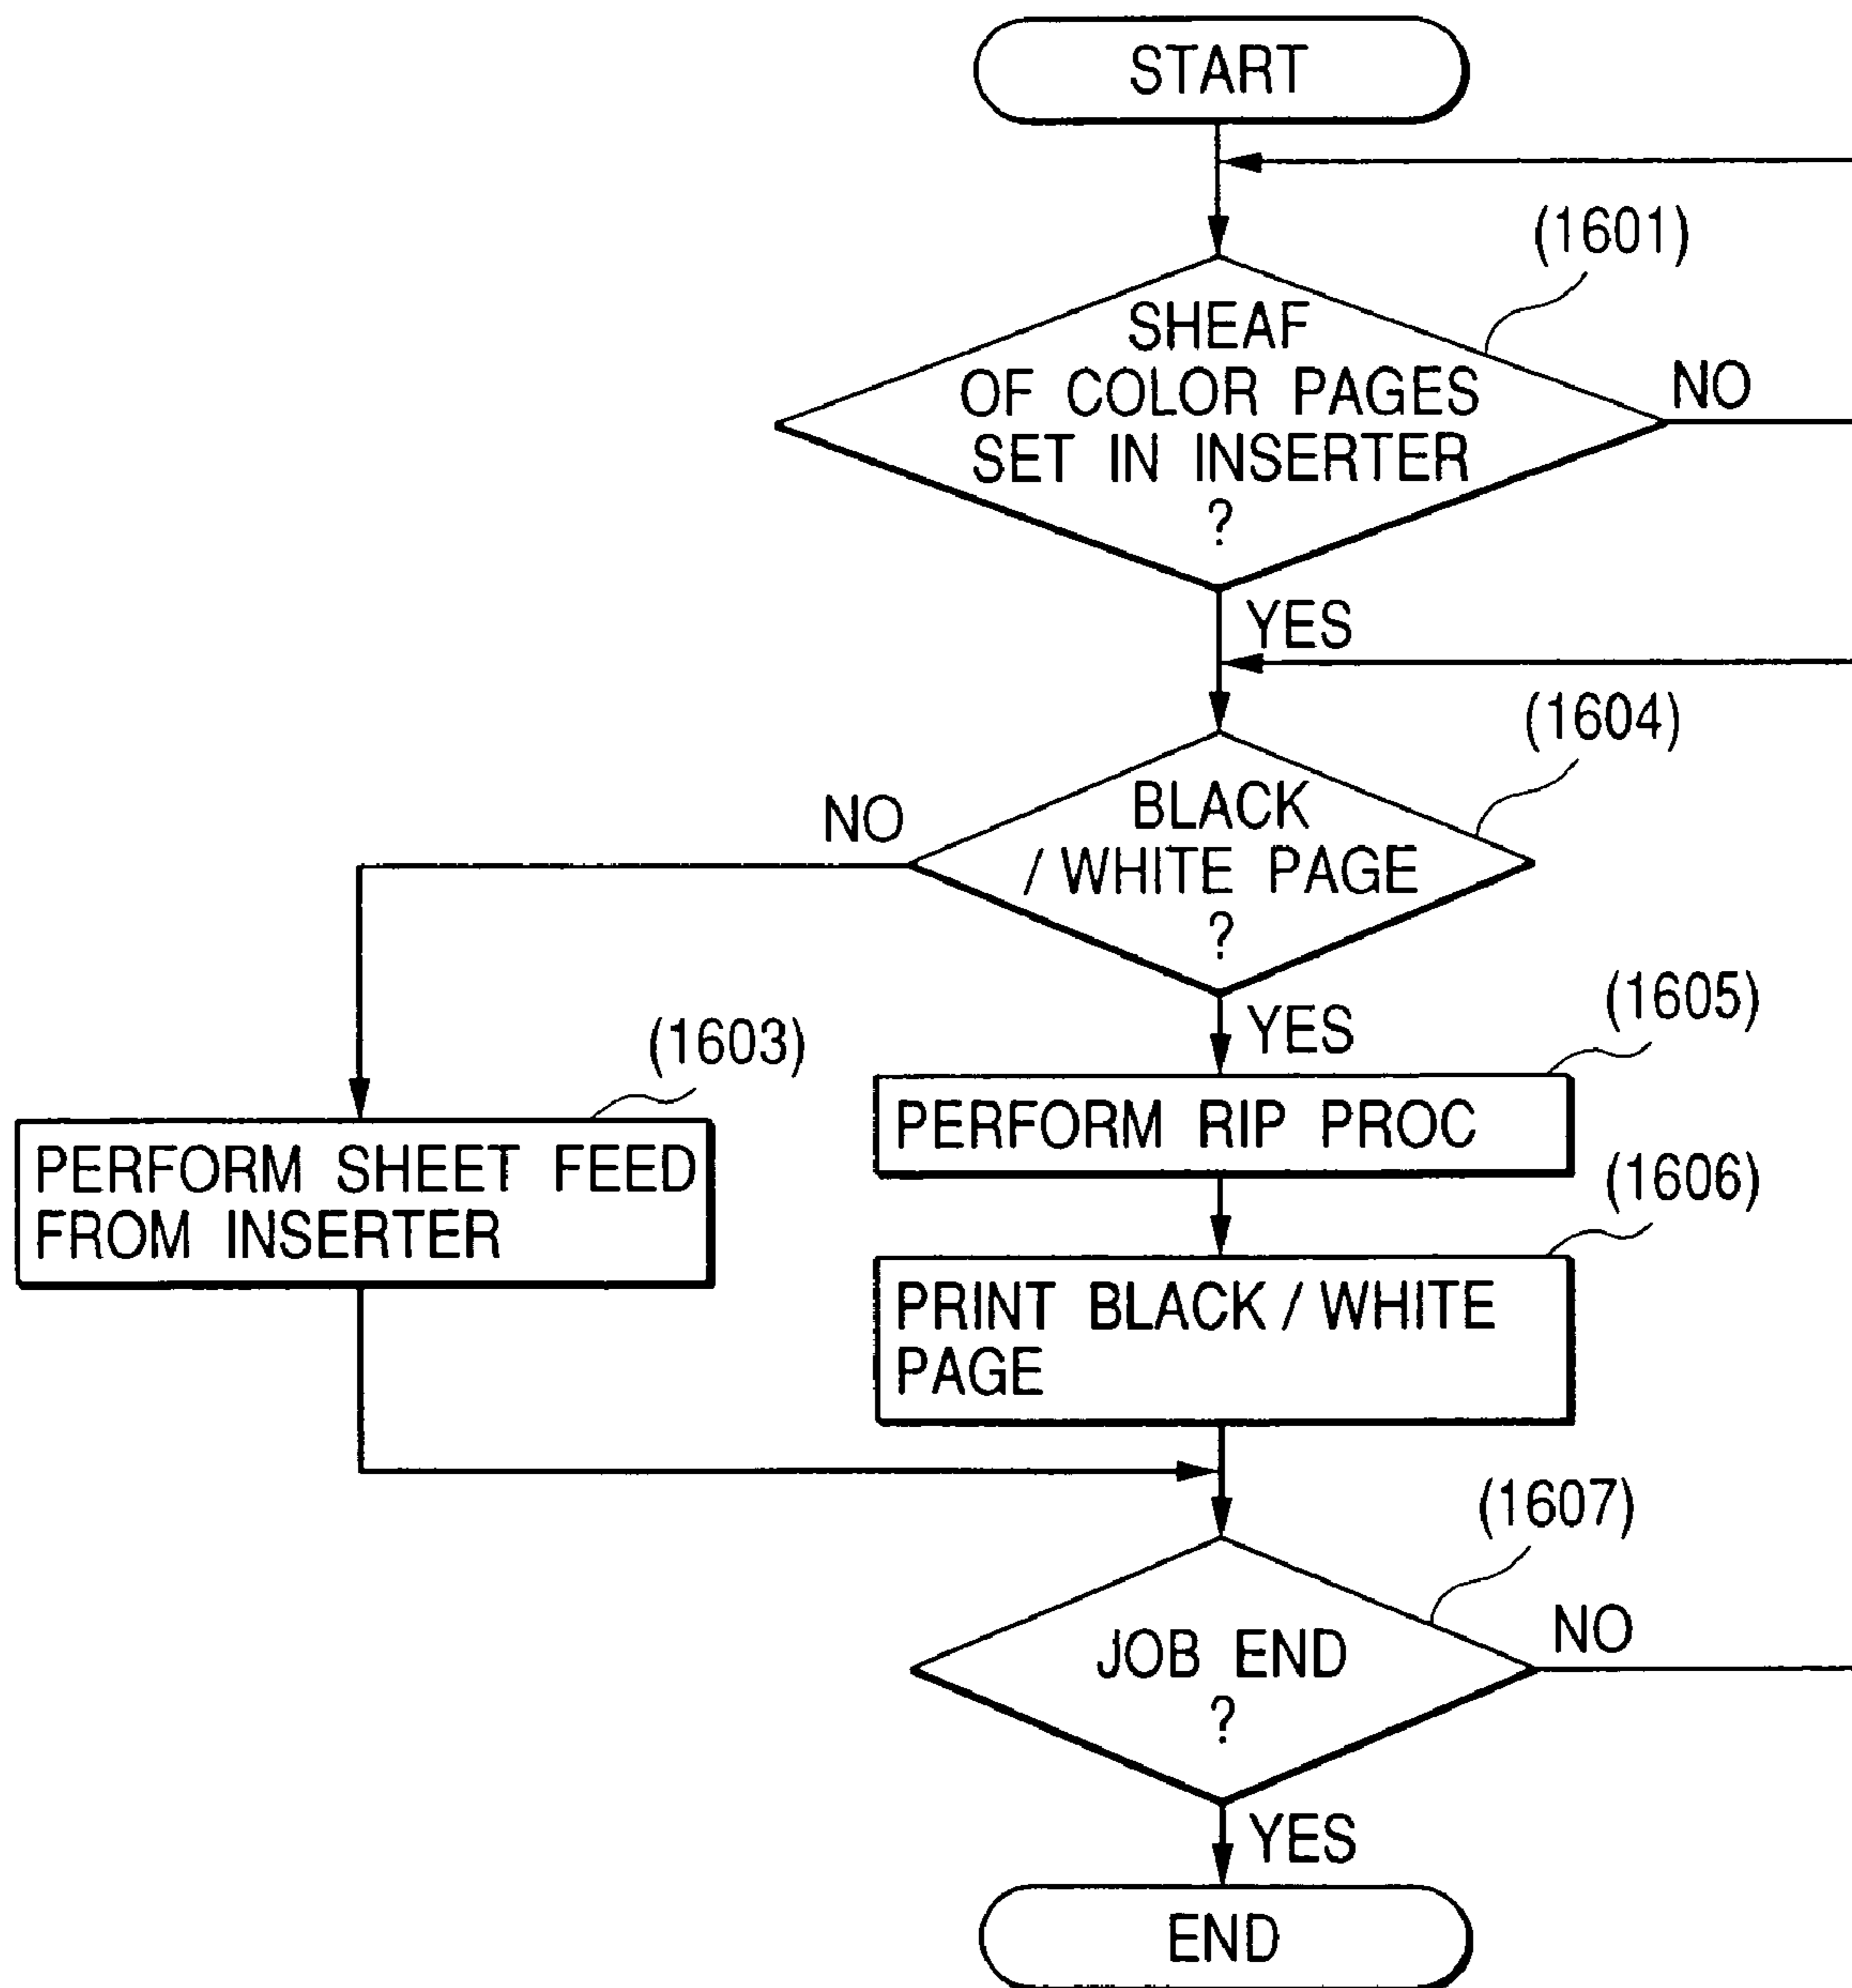 START
(1601)
SHEAF
OF COLOR PAGES
SET IN INSERTER
?
NO
YES
(1604)
BLACK
/ WHITE PAGE
?
NO
YES
(1605)
(1603)
PERFORM RIP PROC
PERFORM SHEET FEED
FROM INSERTER
(1606)
PRINT BLACK / WHITE
PAGE
(1607)
JOB END
?
NO
YES
END